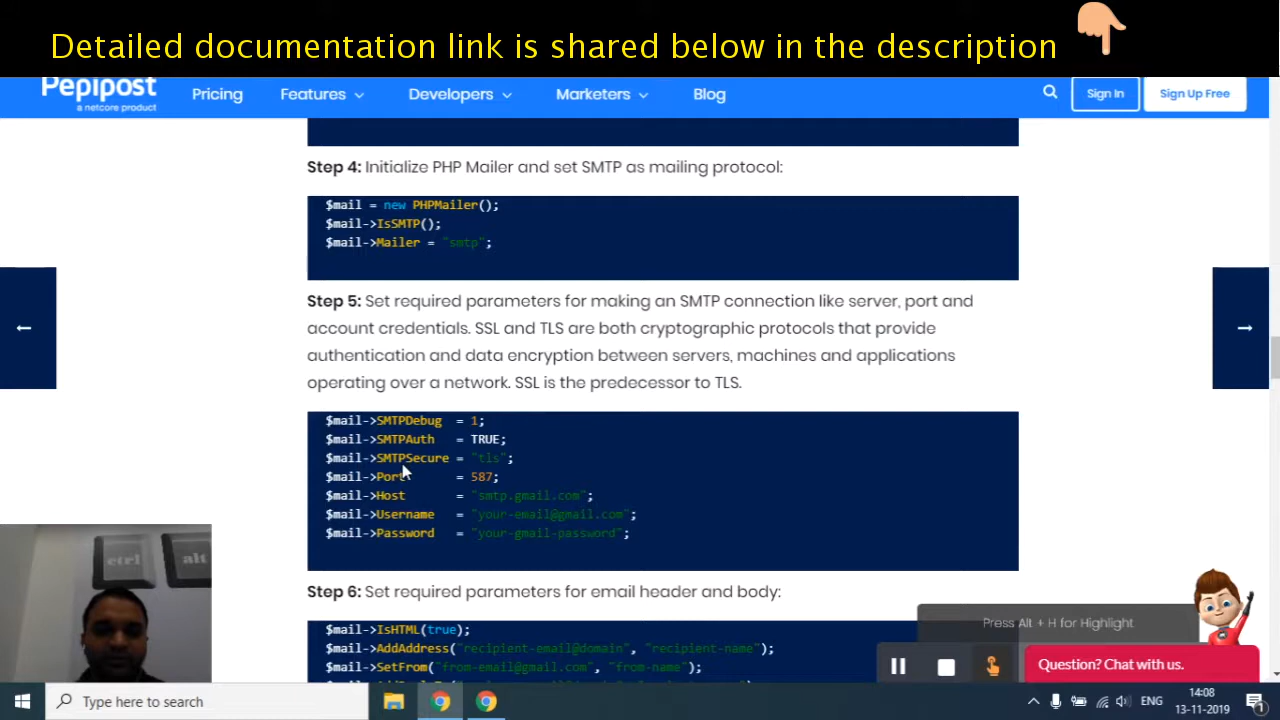 Detailed documentation link is shared below in the description
Pepipost
a netcore product
Pricing
Features
Developers
Marketers
Blog
Sign In
Sign Up Free
Step 4: Initialize PHP Mailer and set SMTP as mailing protocol:
$mail = new PHPMailer();
$mail->IsSMTP();
$mail->Mailer = "smtp";
Step 5: Set required parameters for making an SMTP connection like server, port and
account credentials. SSL and TLS are both cryptographic protocols that provide
authentication and data encryption between servers, machines and applications
operating over a network. SSL is the predecessor to TLS.
$mail->SMTPDebug = 1;
$mail->SMTPAuth = TRUE;
$mail->SMTPSecure = "tls";
$mail->Port = 587;
$mail->Host = "smtp.gmail.com";
$mail->Username = "your-email@gmail.com";
$mail->Password = "your-gmail-password";
ctrl
alt
Step 6: Set required parameters for email header and body:
$mail->IsHTML(true);
$mail->AddAddress("recipient-email@domain", "recipient-name");
$mail->SetFrom("from-email@gmail.com", "from-name");
Press Alt + H for Highlight
Question? Chat with us.
Type here to search
ENG
14:08
13-11-2019
1